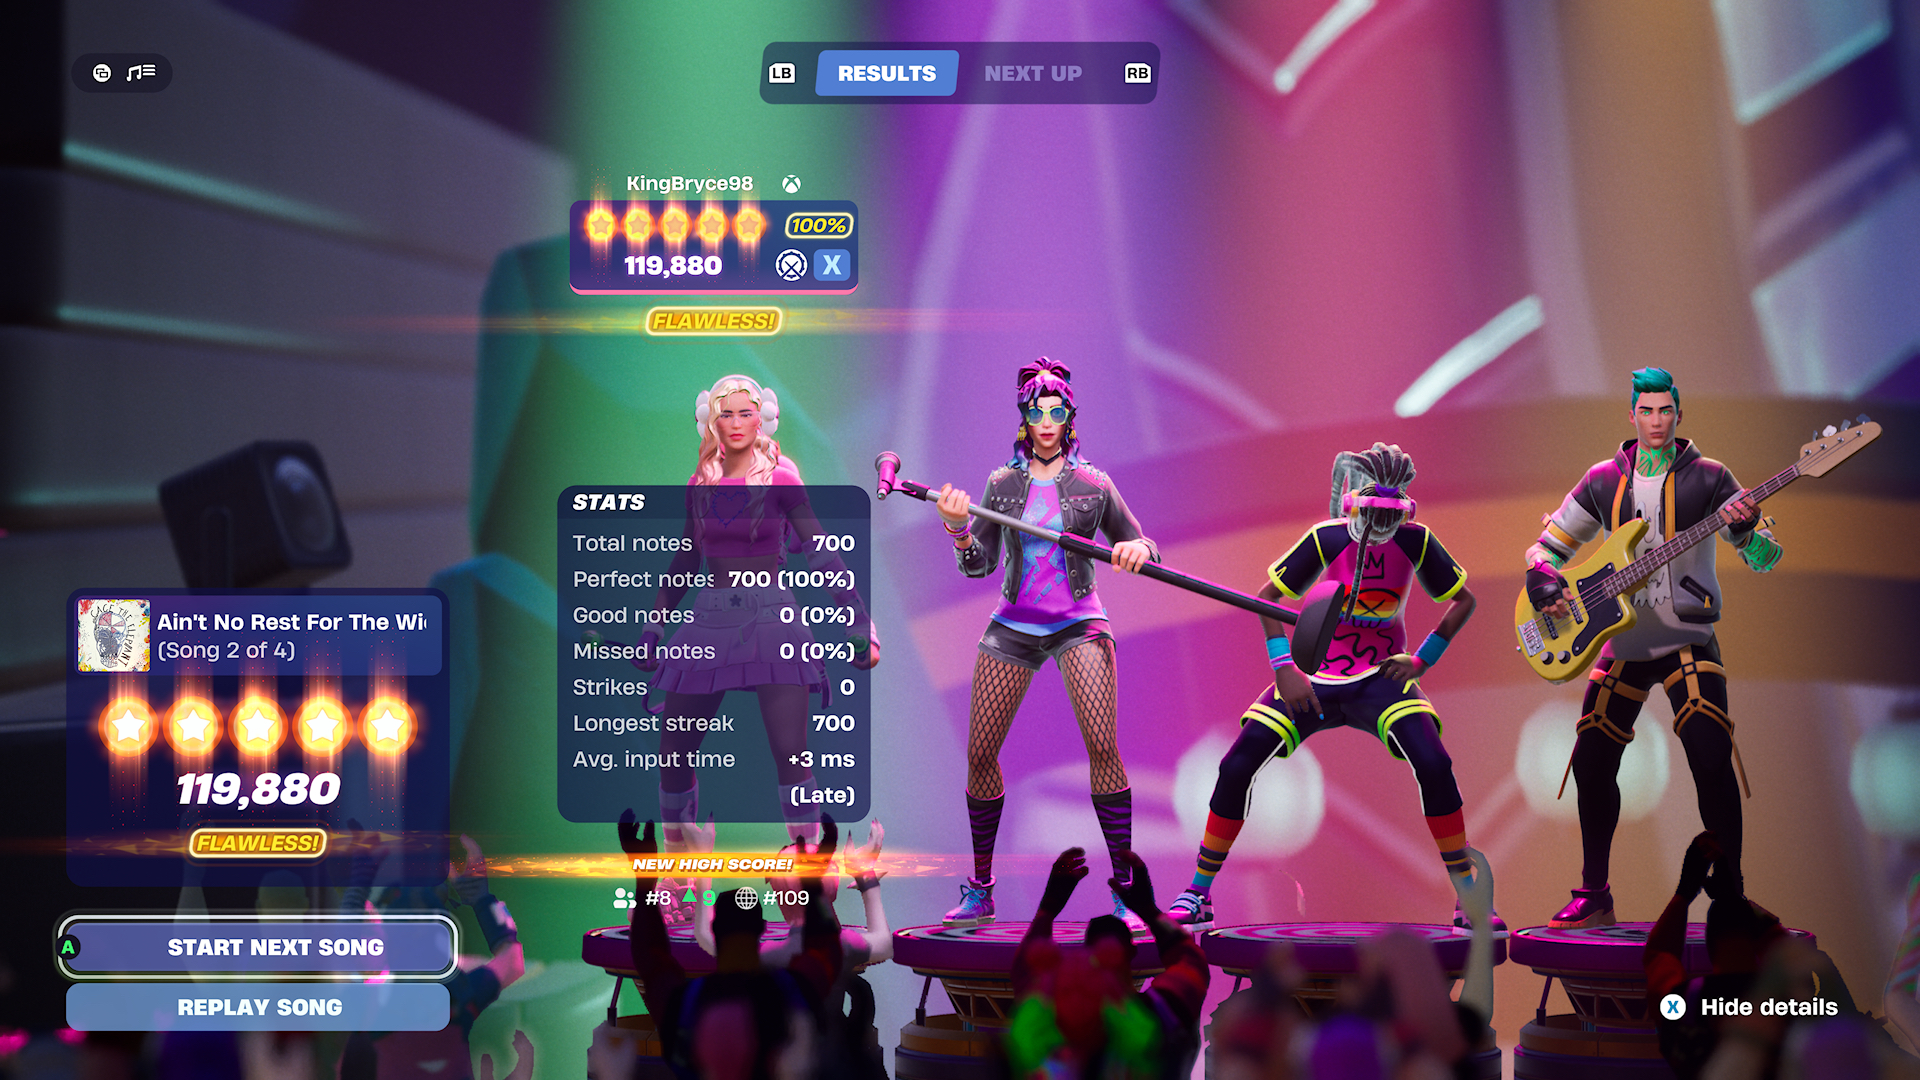 LB RESULTS NEXT UP RB
KingBryce98
100%
119,880 X
FLAWLESS!
STATS
Total notes 700
Perfect notes 700 (100%)
Good notes 0 (0%)
Missed notes 0 (0%)
Strikes 0
Longest streak 700
Avg. input time +3 ms
(Late)
NEW HIGH SCORE!
#8 9 #109
CAGE THE ELEPHANT
Ain't No Rest For The Wi
(Song 2 of 4)
119,880
FLAWLESS!
A START NEXT SONG
REPLAY SONG
X Hide details